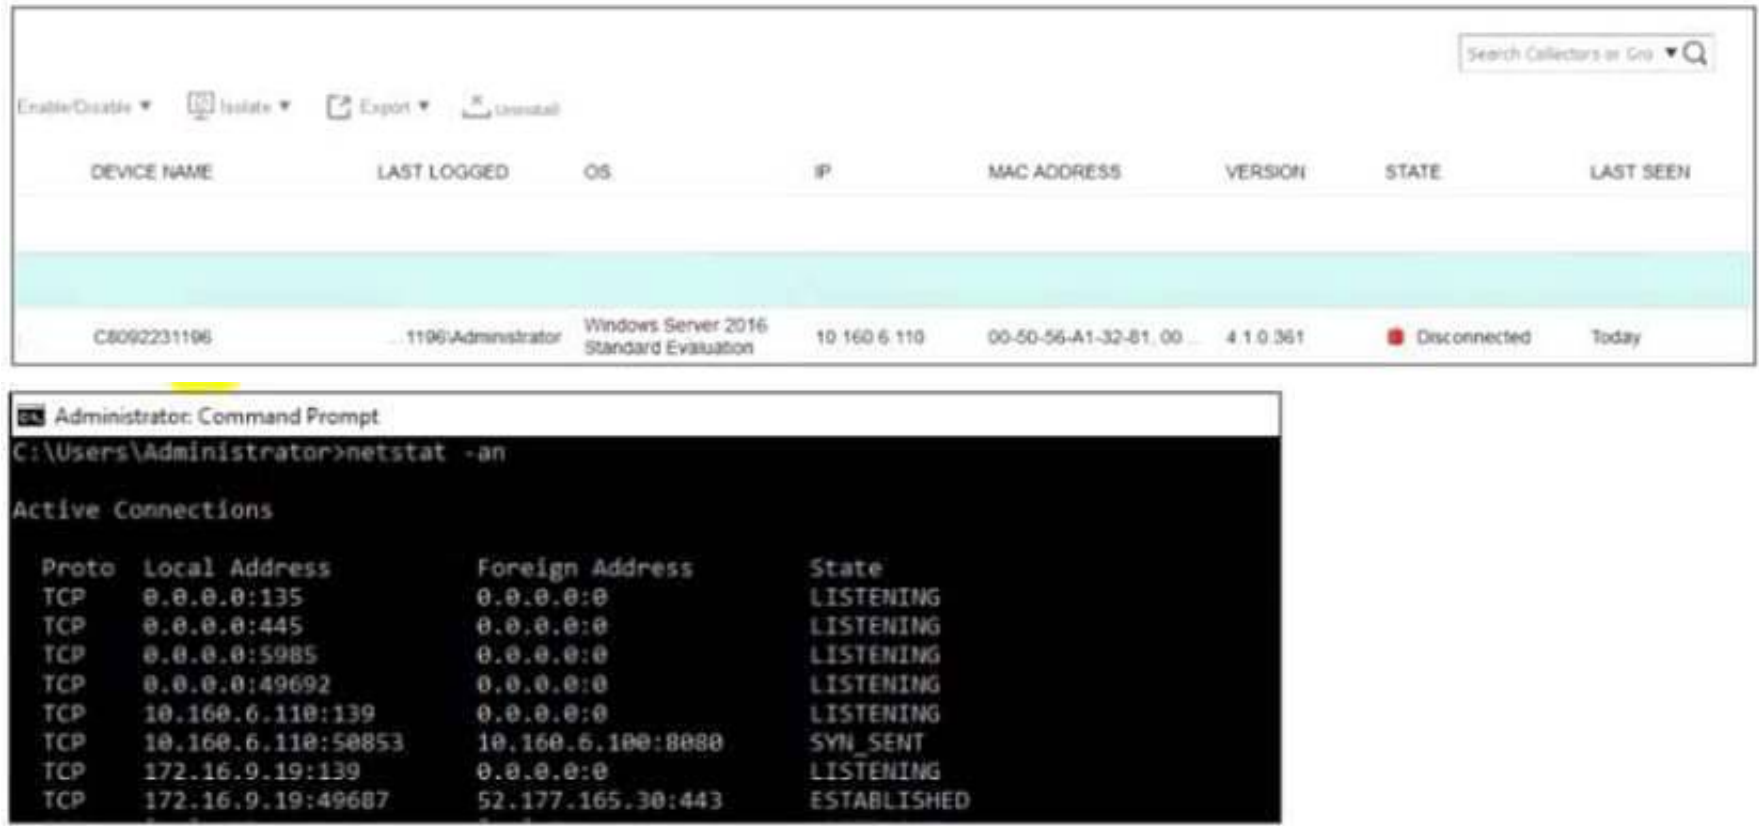 Search Collectors or Gro
Enable/Disable Isolate Export Uninstall
DEVICE NAME LAST LOGGED OS IP MAC ADDRESS VERSION STATE LAST SEEN
C8092231196 ...1196\Administrator Windows Server 2016 Standard Evaluation 10.160.6.110 00-50-56-A1-32-81, 00... 4.1.0.361 Disconnected Today
Administrator: Command Prompt
C:\Users\Administrator>netstat -an
Active Connections
Proto Local Address Foreign Address State
TCP 0.0.0.0:135 0.0.0.0:0 LISTENING
TCP 0.0.0.0:445 0.0.0.0:0 LISTENING
TCP 0.0.0.0:5985 0.0.0.0:0 LISTENING
TCP 0.0.0.0:49692 0.0.0.0:0 LISTENING
TCP 10.160.6.110:139 0.0.0.0:0 LISTENING
TCP 10.160.6.110:50853 10.160.6.100:8080 SYN_SENT
TCP 172.16.9.19:139 0.0.0.0:0 LISTENING
TCP 172.16.9.19:49687 52.177.165.30:443 ESTABLISHED